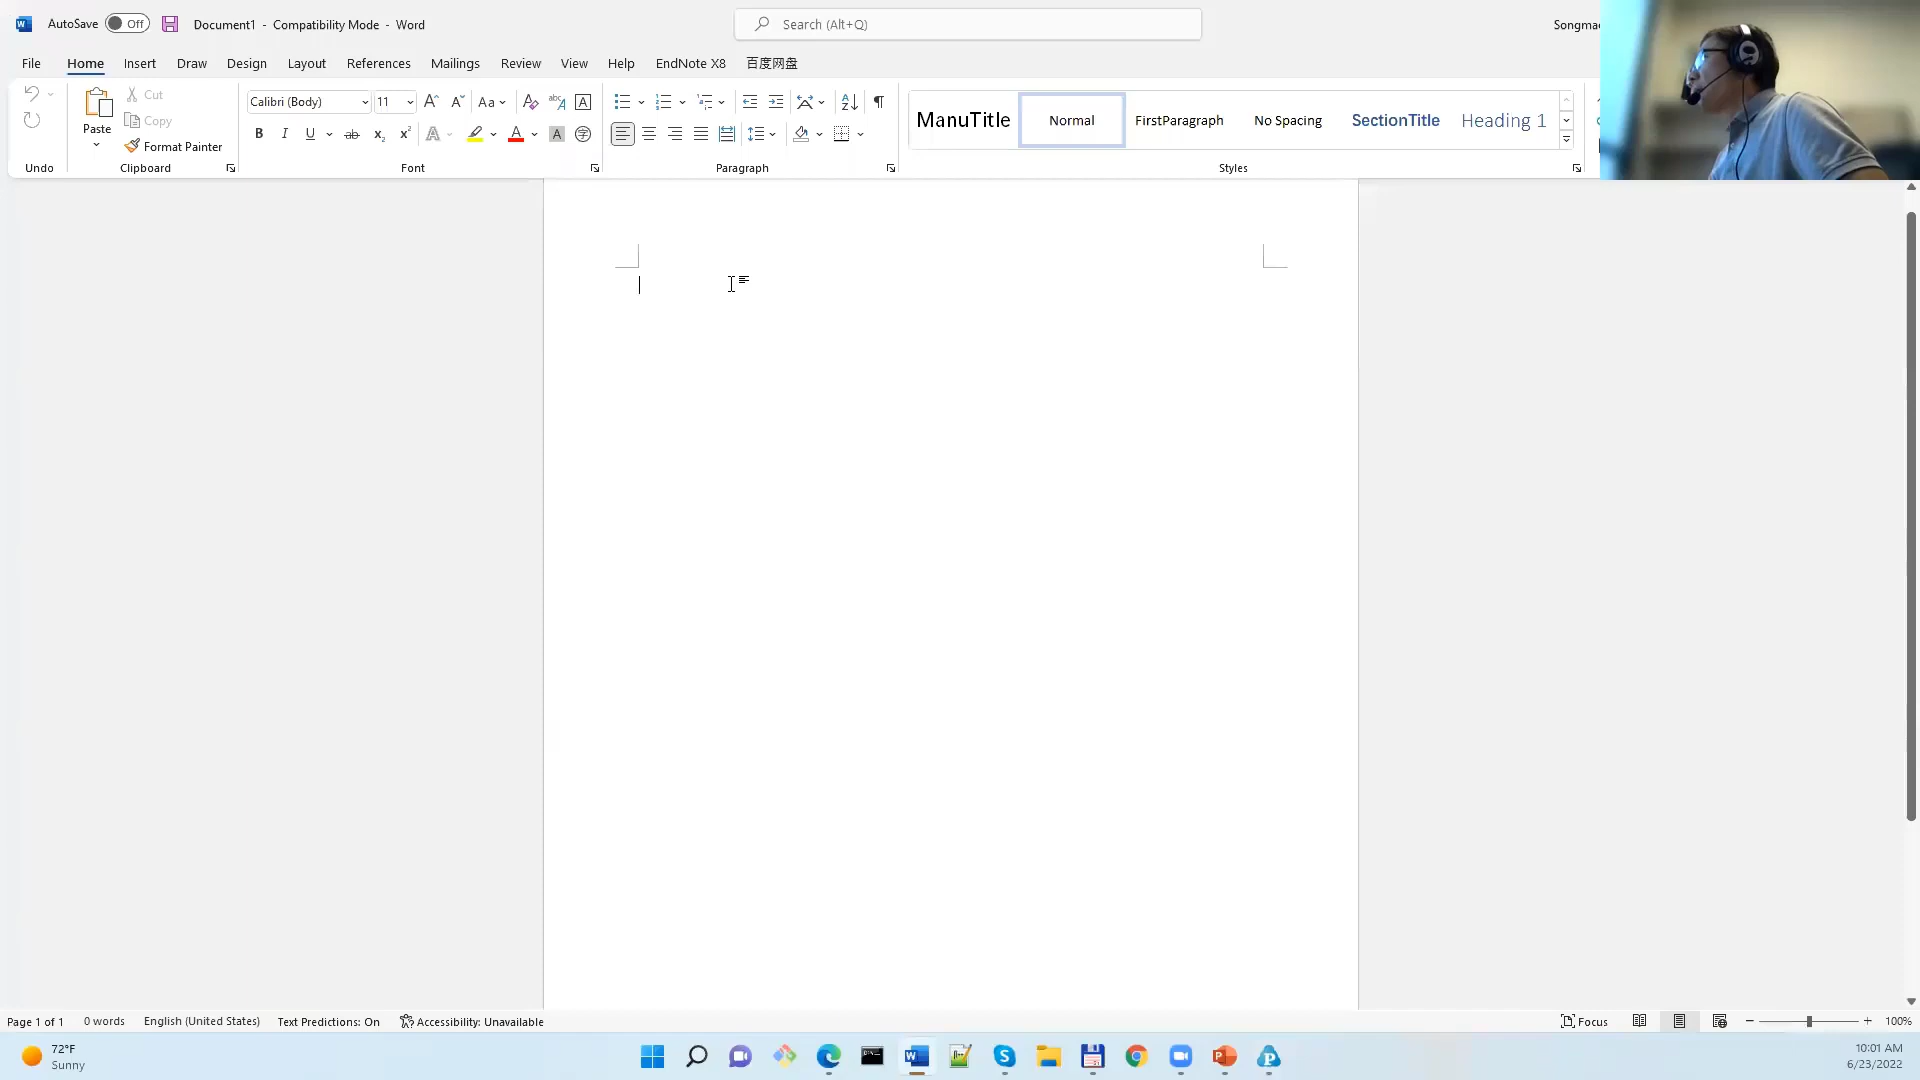 AutoSave Off Document1 - Compatibility Mode - Word Search (Alt+Q)
File Home Insert Draw Design Layout References Mailings Review View Help EndNote X8 百度网盘
Paste
Cut
Copy
Format Painter
Calibri (Body) 11
ManuTitle Normal FirstParagraph No Spacing SectionTitle Heading 1
Undo Clipboard Font Paragraph Styles
Page 1 of 1 0 words English (United States) Text Predictions: On Accessibility: Unavailable Focus 100%
72°F
Sunny
10:01 AM
6/23/2022